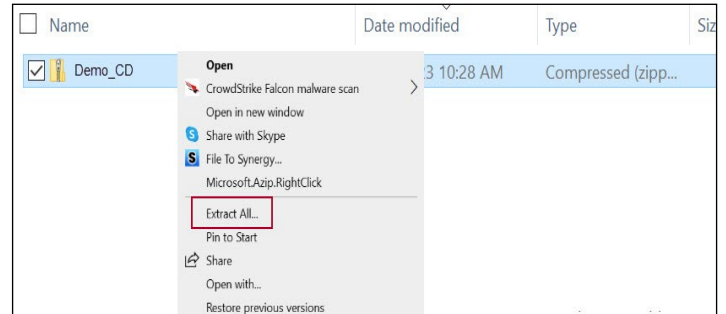 Name Date modified Type Siz
Demo_CD 3 10:28 AM Compressed (zipp...
Open
CrowdStrike Falcon malware scan
Open in new window
Share with Skype
S File To Synergy...
Microsoft.Azip.RightClick
Extract All...
Pin to Start
Share
Open with...
Restore previous versions